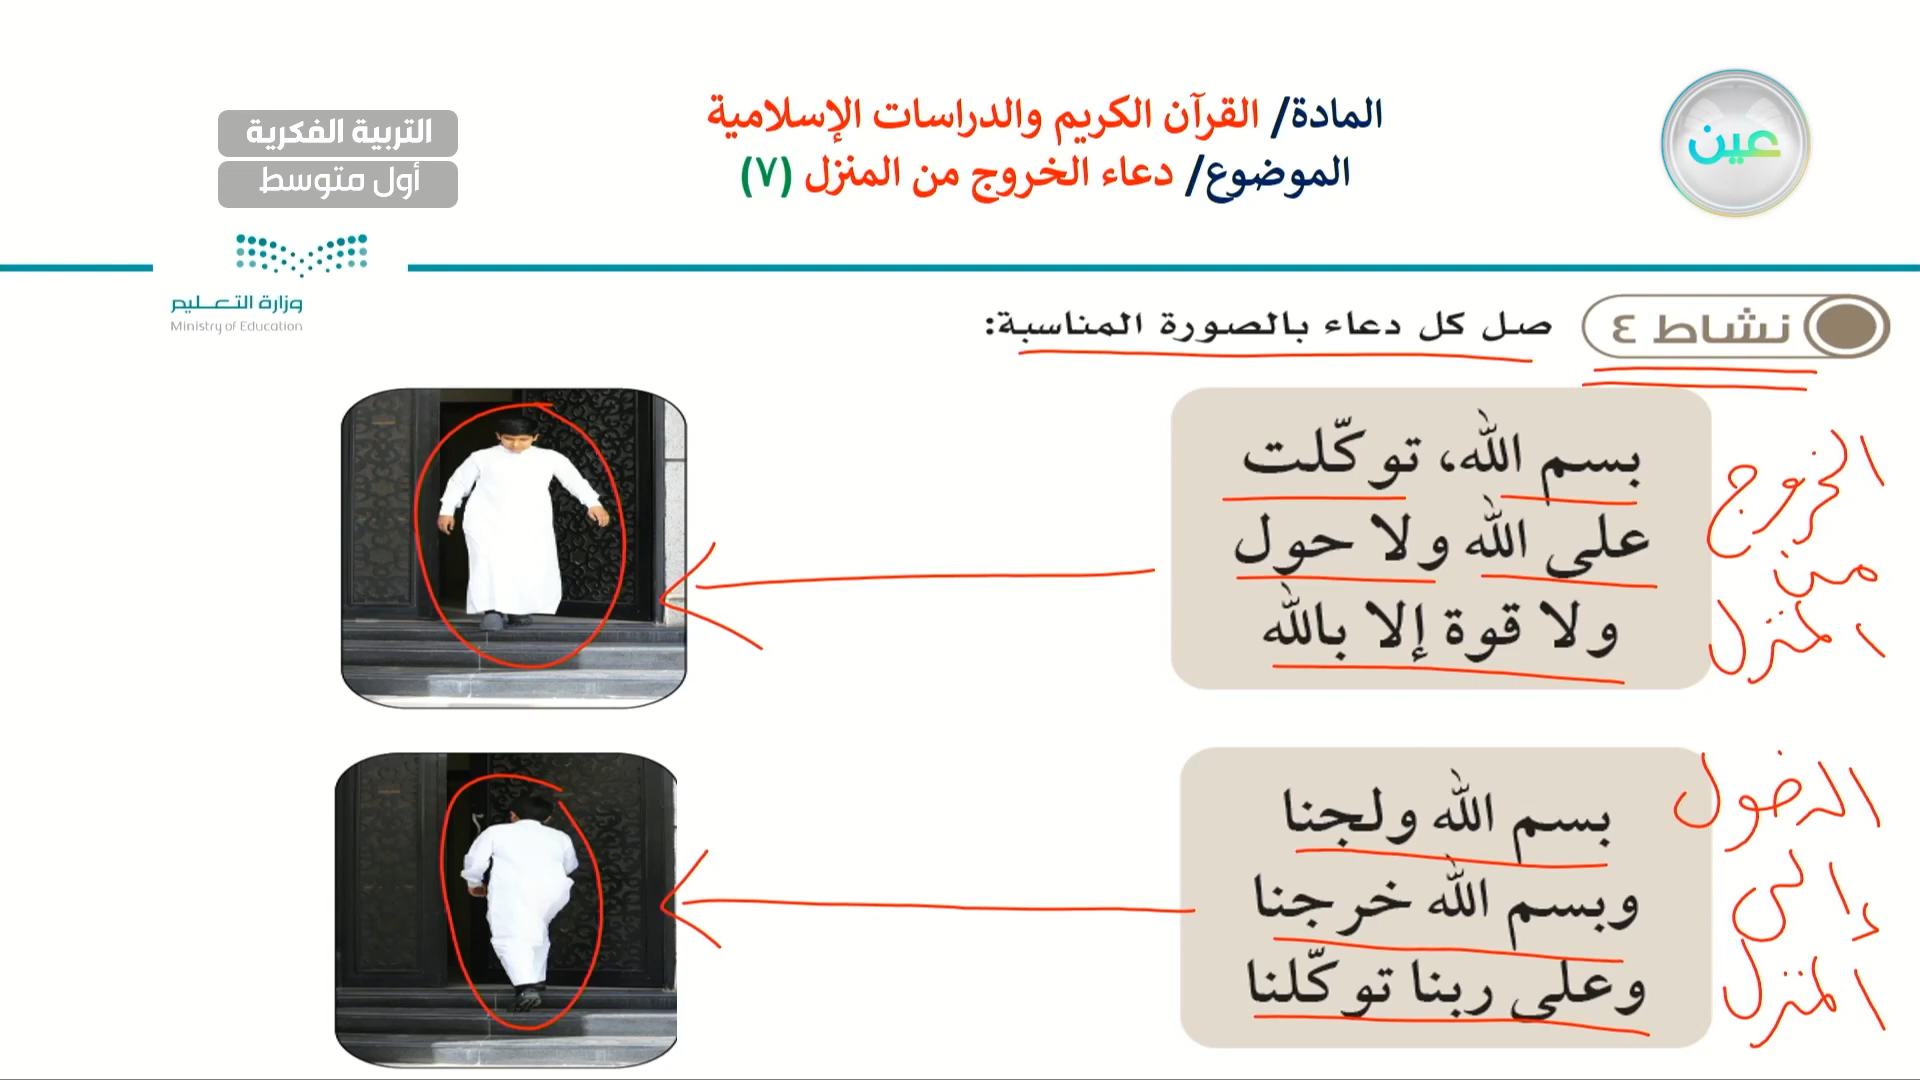 المادة/ القرآن الكريم والدراسات الإسلامية
الموضوع/ دعاء الخروج من المنزل (٧)
عين
التربية الفكرية
أول متوسط
وزارة التعـليم
Ministry of Education
نشاط ٤
صل كل دعاء بالصورة المناسبة:
بسم الله، توكّلت
على الله ولا حول
ولا قوة إلا بالله
الخروج
من
المنزل
بسم الله ولجنا
وبسم الله خرجنا
وعلى ربنا توكّلنا
الدخول
إلى
المنزل